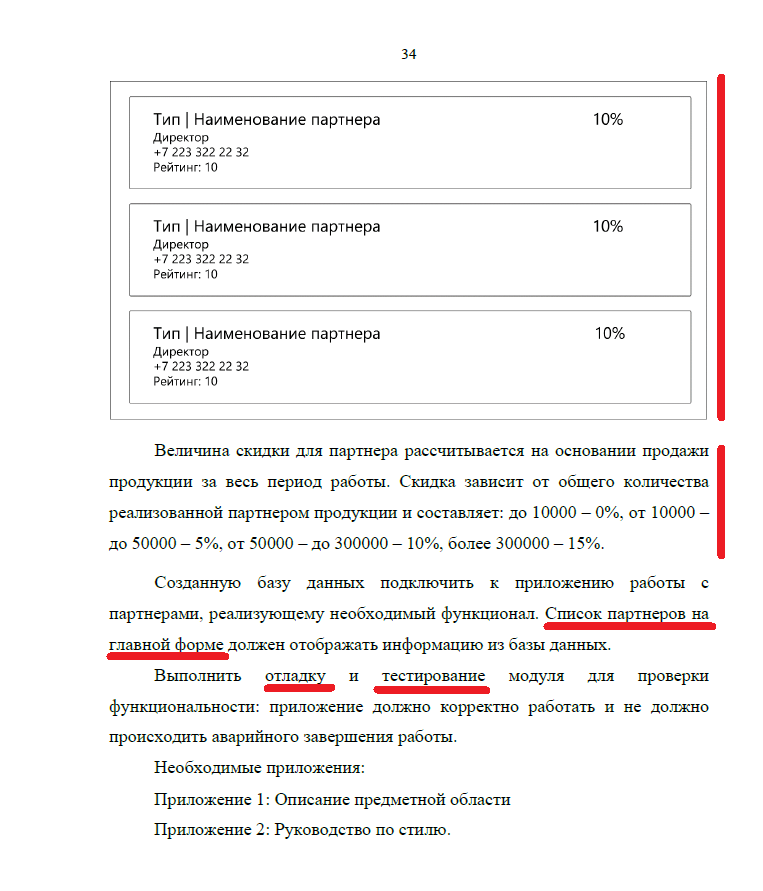 34
Тип | Наименование партнера 10%
Директор
+7 223 322 22 32
Рейтинг: 10
Тип | Наименование партнера 10%
Директор
+7 223 322 22 32
Рейтинг: 10
Тип | Наименование партнера 10%
Директор
+7 223 322 22 32
Рейтинг: 10
Величина скидки для партнера рассчитывается на основании продажи
продукции за весь период работы. Скидка зависит от общего количества
реализованной партнером продукции и составляет: до 10000 – 0%, от 10000 –
до 50000 – 5%, от 50000 – до 300000 – 10%, более 300000 – 15%.
Созданную базу данных подключить к приложению работы с
партнерами, реализующему необходимый функционал. Список партнеров на
главной форме должен отображать информацию из базы данных.
Выполнить отладку и тестирование модуля для проверки
функциональности: приложение должно корректно работать и не должно
происходить аварийного завершения работы.
Необходимые приложения:
Приложение 1: Описание предметной области
Приложение 2: Руководство по стилю.